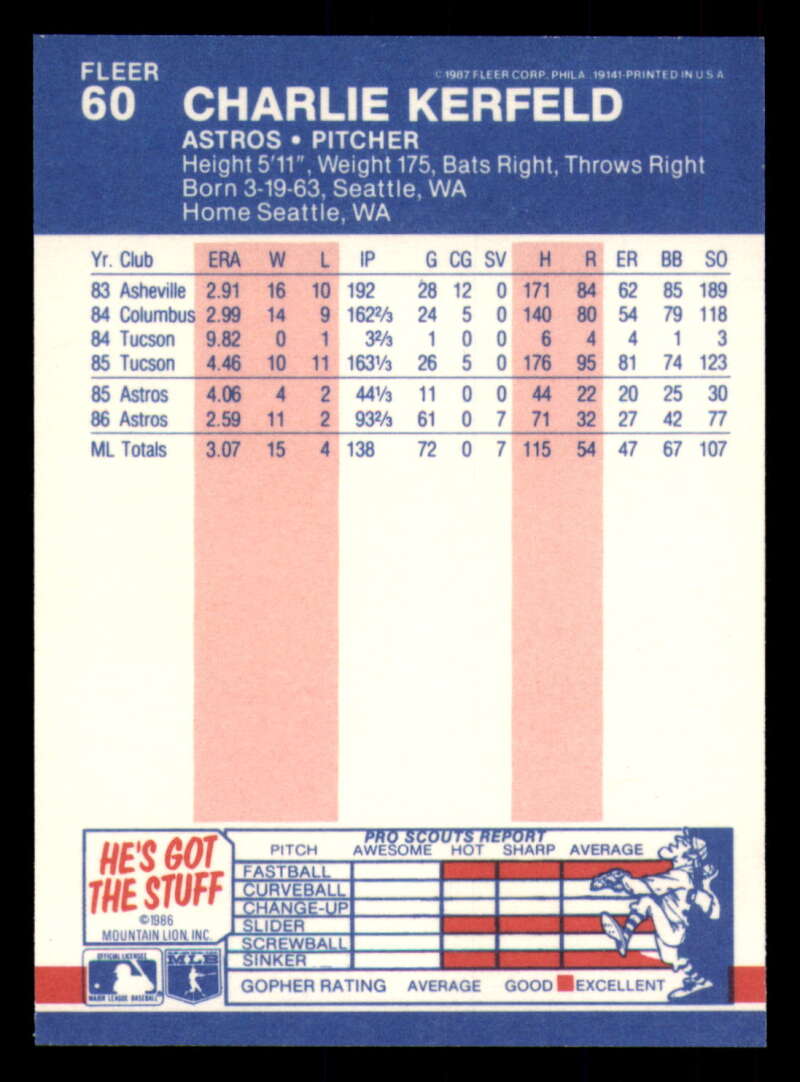 FLEER
© 1987 FLEER CORP. PHILA. 19141-PRINTED IN U S A
60 CHARLIE KERFELD
ASTROS • PITCHER
Height 5'11", Weight 175, Bats Right, Throws Right
Born 3-19-63, Seattle, WA
Home Seattle, WA
Yr. Club ERA W L IP G CG SV H R ER BB SO
83 Asheville 2.91 16 10 192 28 12 0 171 84 62 85 189
84 Columbus 2.99 14 9 162⅔ 24 5 0 140 80 54 79 118
84 Tucson 9.82 0 1 3⅔ 1 0 0 6 4 4 1 3
85 Tucson 4.46 10 11 163⅓ 26 5 0 176 95 81 74 123
85 Astros 4.06 4 2 44⅓ 11 0 0 44 22 20 25 30
86 Astros 2.59 11 2 93⅔ 61 0 7 71 32 27 42 77
ML Totals 3.07 15 4 138 72 0 7 115 54 47 67 107
HE'S GOT
THE STUFF
©1986
MOUNTAIN LION, INC.
OFFICIAL LICENSEE
MAJOR LEAGUE BASEBALL
MLB
PRO SCOUTS REPORT
PITCH AWESOME HOT SHARP AVERAGE
FASTBALL
CURVEBALL
CHANGE-UP
SLIDER
SCREWBALL
SINKER
GOPHER RATING AVERAGE GOOD EXCELLENT